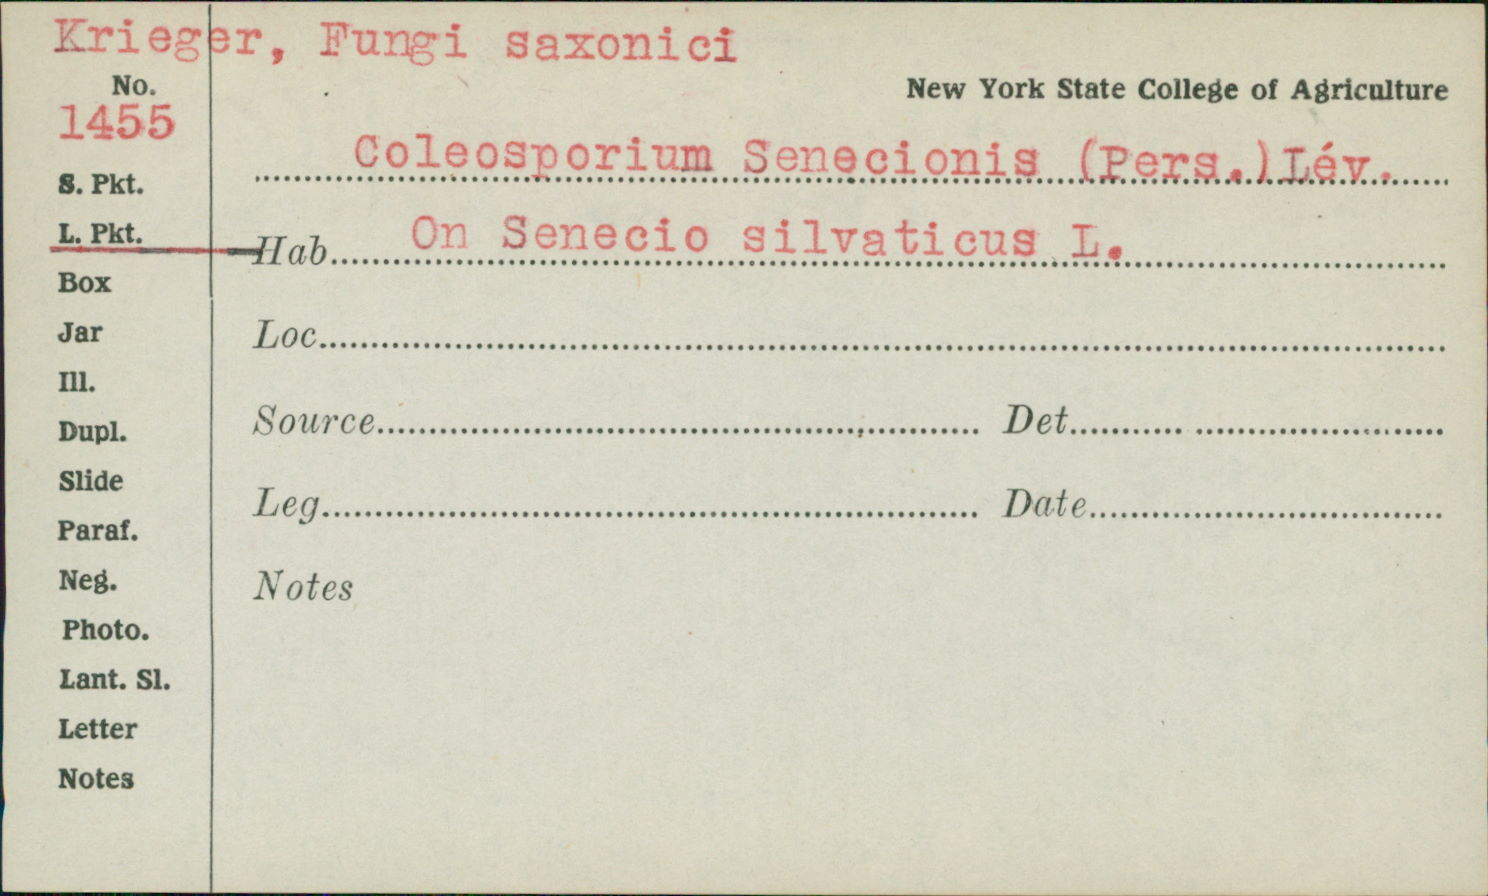 Krieger, Fungi saxonici
No.
1455
New York State College of Agriculture
Coleosporium Senecionis (Pers.)Lév.
S. Pkt.
L. Pkt.
Hab. On Senecio silvaticus L.
Box
Jar
Loc.
Ill.
Source Det.
Dupl.
Slide
Leg. Date
Paraf.
Neg.
Notes
Photo.
Lant. Sl.
Letter
Notes